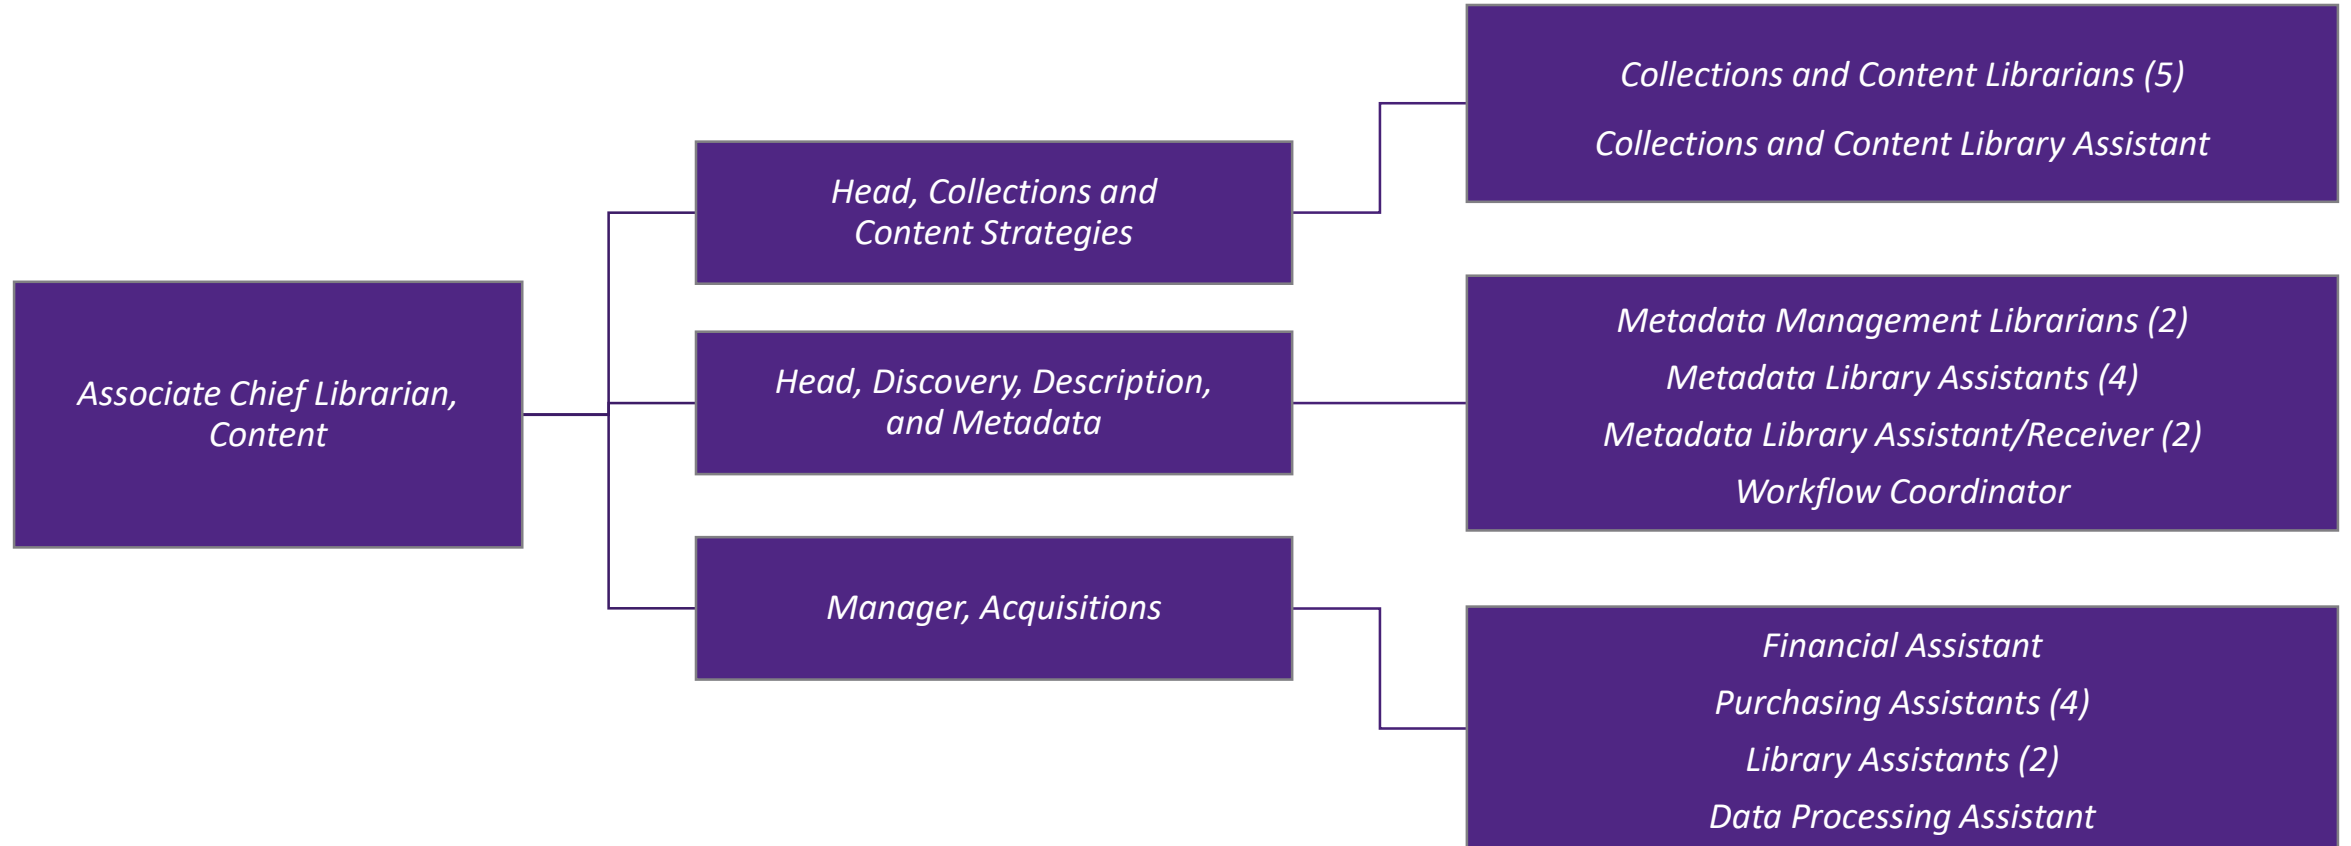 Associate Chief Librarian,
Content
Head, Collections and
Content Strategies
Head, Discovery, Description,
and Metadata
Manager, Acquisitions
Collections and Content Librarians (5)
Collections and Content Library Assistant
Metadata Management Librarians (2)
Metadata Library Assistants (4)
Metadata Library Assistant/Receiver (2)
Workflow Coordinator
Financial Assistant
Purchasing Assistants (4)
Library Assistants (2)
Data Processing Assistant